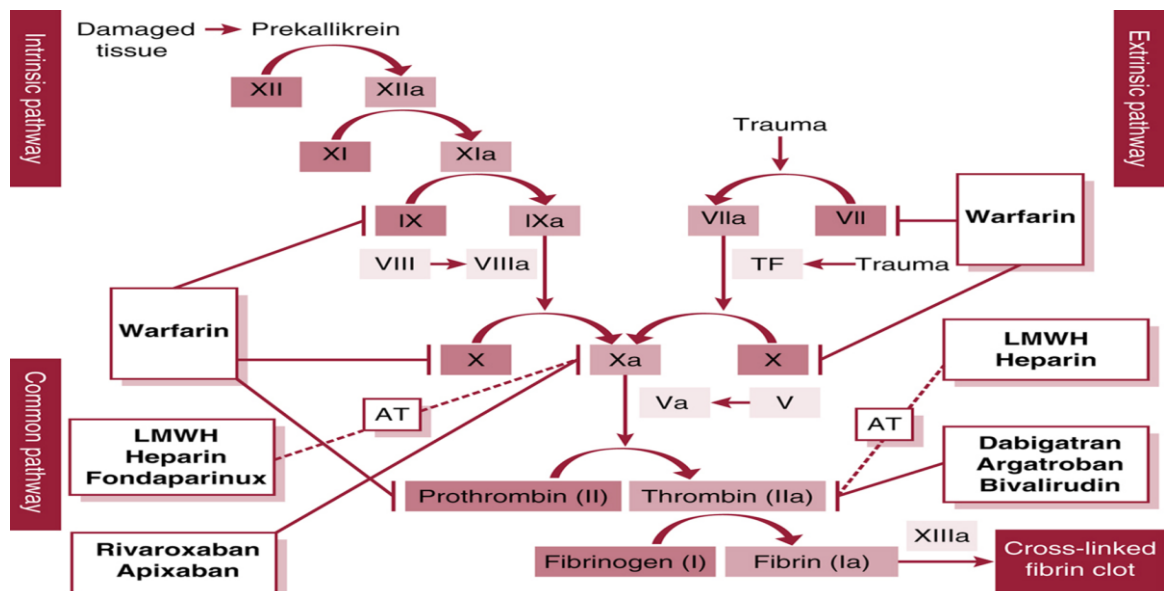 Intrinsic pathway
Damaged
tissue
Prekallikrein
Extrinsic pathway
XII
XIIa
XI
XIa
Trauma
IX
IXa
VIIa
VII
Warfarin
VIII
VIIIa
TF
Trauma
Warfarin
X
Xa
X
LMWH
Heparin
Common pathway
AT
Va
V
AT
LMWH
Heparin
Fondaparinux
Dabigatran
Argatroban
Bivalirudin
Prothrombin (II)
Thrombin (IIa)
Rivaroxaban
Apixaban
Fibrinogen (I)
Fibrin (Ia)
XIIIa
Cross-linked
fibrin clot